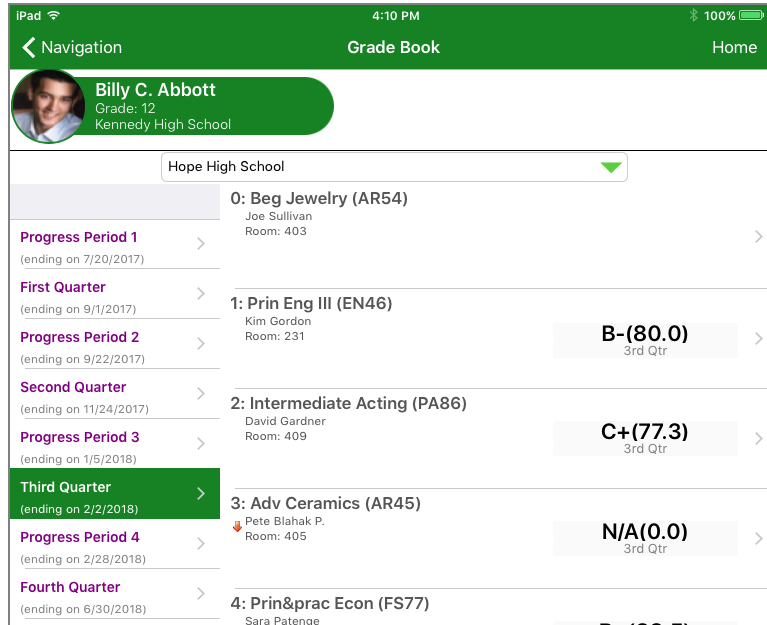 iPad 4:10 PM 100%
Navigation Grade Book Home
Billy C. Abbott
Grade: 12
Kennedy High School
Hope High School
Progress Period 1
(ending on 7/20/2017)
First Quarter
(ending on 9/1/2017)
Progress Period 2
(ending on 9/22/2017)
Second Quarter
(ending on 11/24/2017)
Progress Period 3
(ending on 1/5/2018)
Third Quarter
(ending on 2/2/2018)
Progress Period 4
(ending on 2/28/2018)
Fourth Quarter
(ending on 6/30/2018)
0: Beg Jewelry (AR54)
Joe Sullivan
Room: 403
1: Prin Eng III (EN46)
Kim Gordon
Room: 231
B-(80.0)
3rd Qtr
2: Intermediate Acting (PA86)
David Gardner
Room: 409
C+(77.3)
3rd Qtr
3: Adv Ceramics (AR45)
Pete Blahak P.
Room: 405
N/A(0.0)
3rd Qtr
4: Prin&prac Econ (FS77)
Sara Patenge